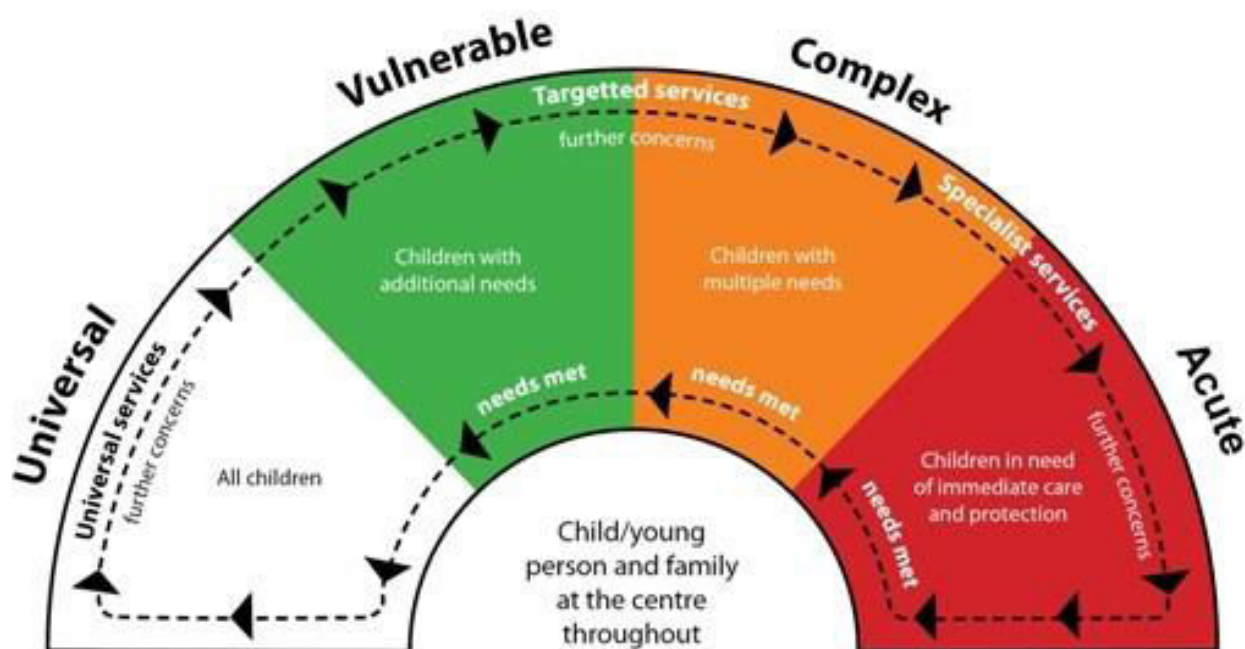 Universal
Vulnerable
Complex
Acute
Universal services
further concerns
Targetted services
further concerns
Specialist services
further concerns
All children
Children with
additional needs
Children with
multiple needs
Children in need
of immediate care
and protection
needs met
needs met
needs met
Child/young
person and family
at the centre
throughout